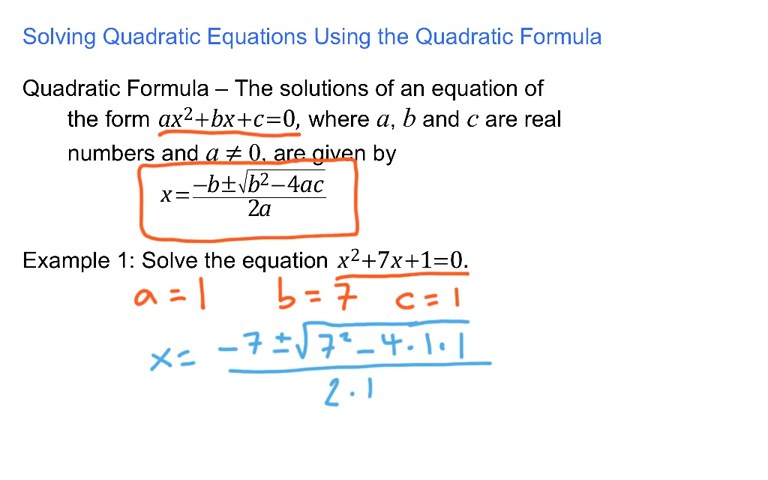 Solving Quadratic Equations Using the Quadratic Formula
Quadratic Formula – The solutions of an equation of
the form ax²+bx+c=0, where a, b and c are real
numbers and a ≠ 0, are given by
x=(−b±√(b²−4ac))/(2a)
Example 1: Solve the equation x²+7x+1=0.
a=1 b=7 c=1
x= (−7±√(7²−4·1·1))/(2·1)